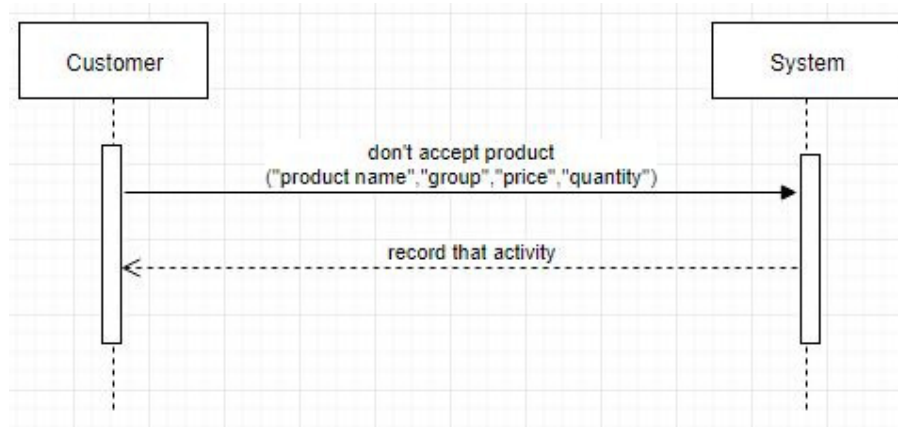 Customer
System
don't accept product
("product name","group","price","quantity")
record that activity